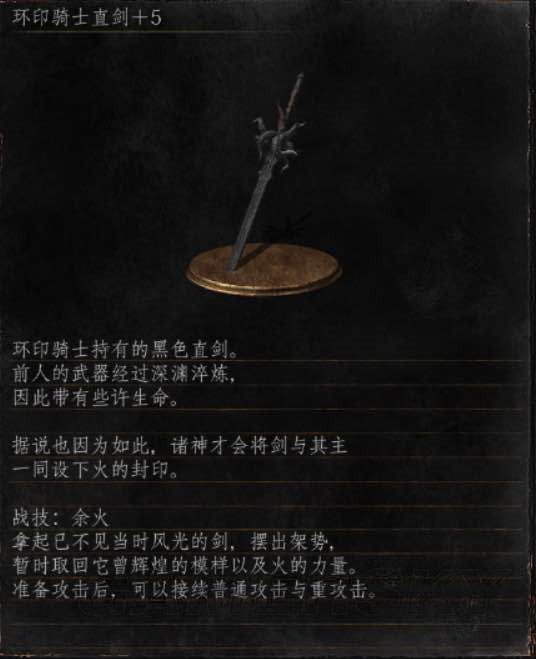 环印骑士直剑+5
环印骑士持有的黑色直剑。
前人的武器经过深渊淬炼,
因此带有些许生命。
据说也因为如此, 诸神才会将剑与其主
一同设下火的封印。
战技: 余火
拿起已不见当时风光的剑, 摆出架势,
暂时取回它曾辉煌的模样以及火的力量。
准备攻击后, 可以接续普通攻击与重攻击。